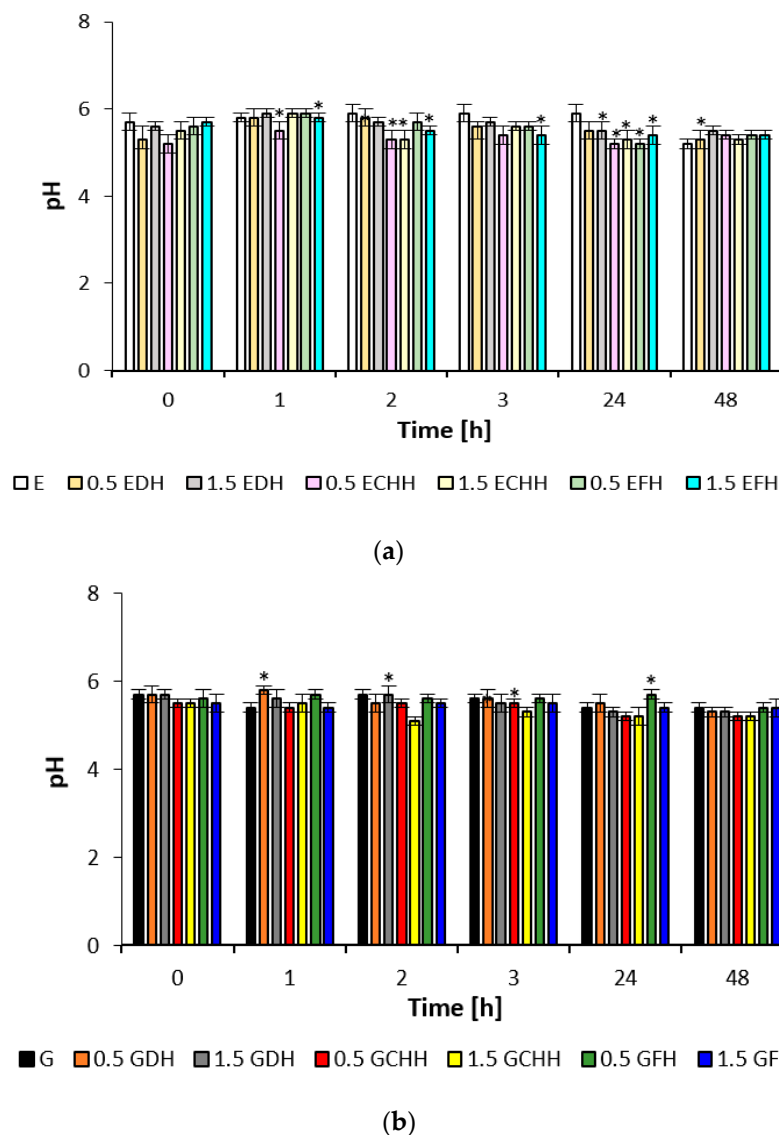 8
6
4
2
0
pH
* * ** * * * * * * * *
0 1 2 3 24 48
Time [h]
E 0.5 EDH 1.5 EDH 0.5 ECHH 1.5 ECHH 0.5 EFH 1.5 EFH
(a)
8
6
4
2
0
pH
* * * *
0 1 2 3 24 48
Time [h]
G 0.5 GDH 1.5 GDH 0.5 GCHH 1.5 GCHH 0.5 GFH 1.5 GF
(b)